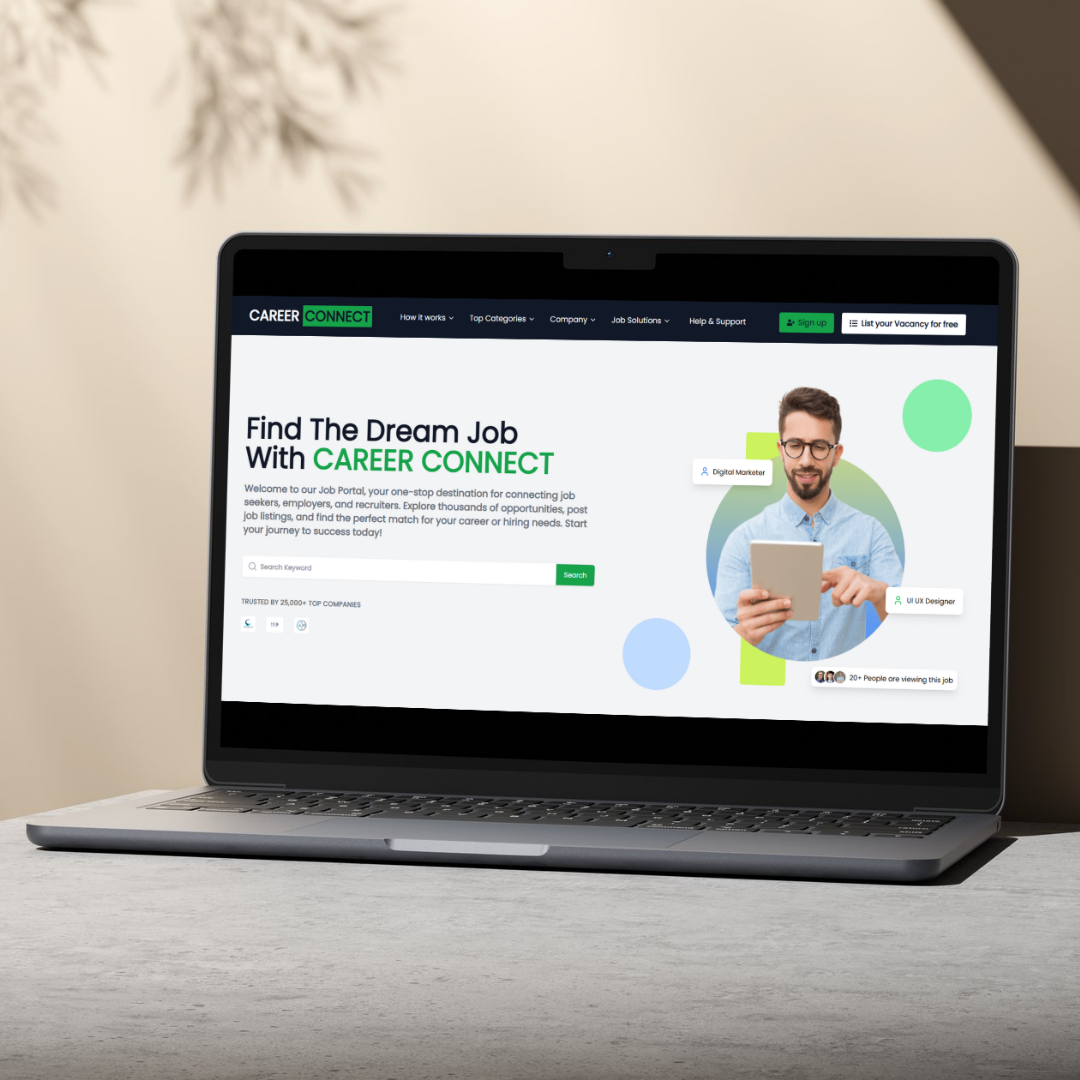 CAREER CONNECT
How it works
Top Categories
Company
Job Solutions
Help & Support
Sign up
List your Vacancy for free
Find The Dream Job
With CAREER CONNECT
Welcome to our Job Portal, your one-stop destination for connecting job
seekers, employers, and recruiters. Explore thousands of opportunities, post
job listings, and find the perfect match for your career or hiring needs. Start
your journey to success today!
Search Keyword
Search
TRUSTED BY 25,000+ TOP COMPANIES
Digital Marketer
UI UX Designer
20+ People are viewing this job